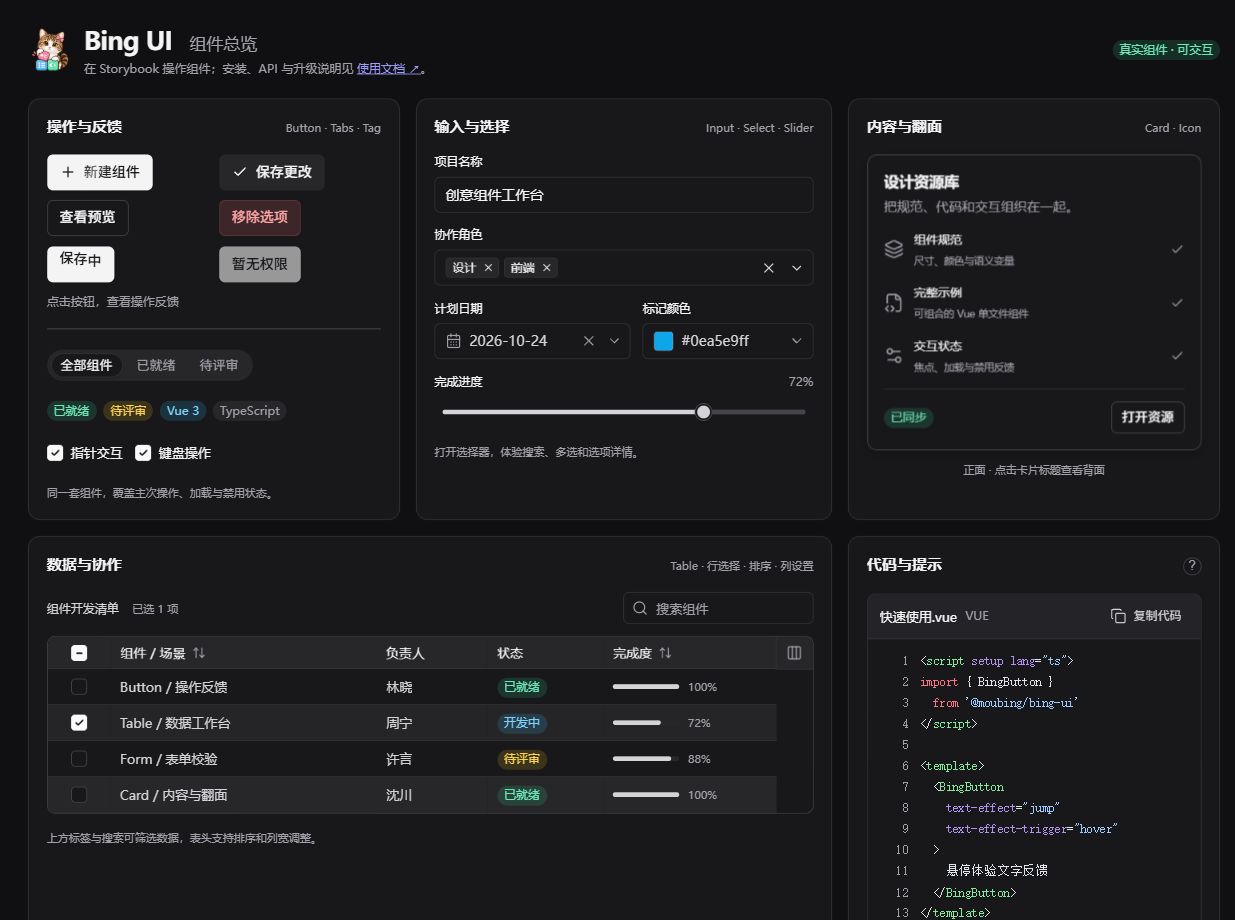 Bing UI 组件总览
在 Storybook 操作组件；安装、API 与升级说明见 使用文档 ↗。
真实组件 · 可交互
操作与反馈
Button · Tabs · Tag
+ 新建组件
保存更改
查看预览
移除选项
保存中
暂无权限
点击按钮，查看操作反馈
全部组件 已就绪 待评审
已就绪 待评审 Vue 3 TypeScript
指针交互 键盘操作
同一套组件，覆盖主次操作、加载与禁用状态。
输入与选择
Input · Select · Slider
项目名称
创意组件工作台
协作角色
设计 × 前端 ×
计划日期 标记颜色
2026-10-24
#0ea5e9ff
完成进度 72%
打开选择器，体验搜索、多选和选项详情。
内容与翻面
Card · Icon
设计资源库
把规范、代码和交互组织在一起。
组件规范
尺寸、颜色与语义变量
完整示例
可组合的 Vue 单文件组件
交互状态
焦点、加载与禁用反馈
已同步
打开资源
正面 · 点击卡片标题查看背面
数据与协作
Table · 行选择 · 排序 · 列设置
组件开发清单 已选 1 项
搜索组件
组件 / 场景 负责人 状态 完成度
Button / 操作反馈 林晓 已就绪 100%
Table / 数据工作台 周宁 开发中 72%
Form / 表单校验 许言 待评审 88%
Card / 内容与翻面 沈川 已就绪 100%
上方标签与搜索可筛选数据，表头支持排序和列宽调整。
代码与提示
?
快速使用.vue VUE
复制代码
1 <script setup lang="ts">
2 import { BingButton }
3 from '@moubing/bing-ui'
4 </script>
5
6 <template>
7 <BingButton
8 text-effect="jump"
9 text-effect-trigger="hover"
10 >
11 悬停体验文字反馈
12 </BingButton>
13 </template>